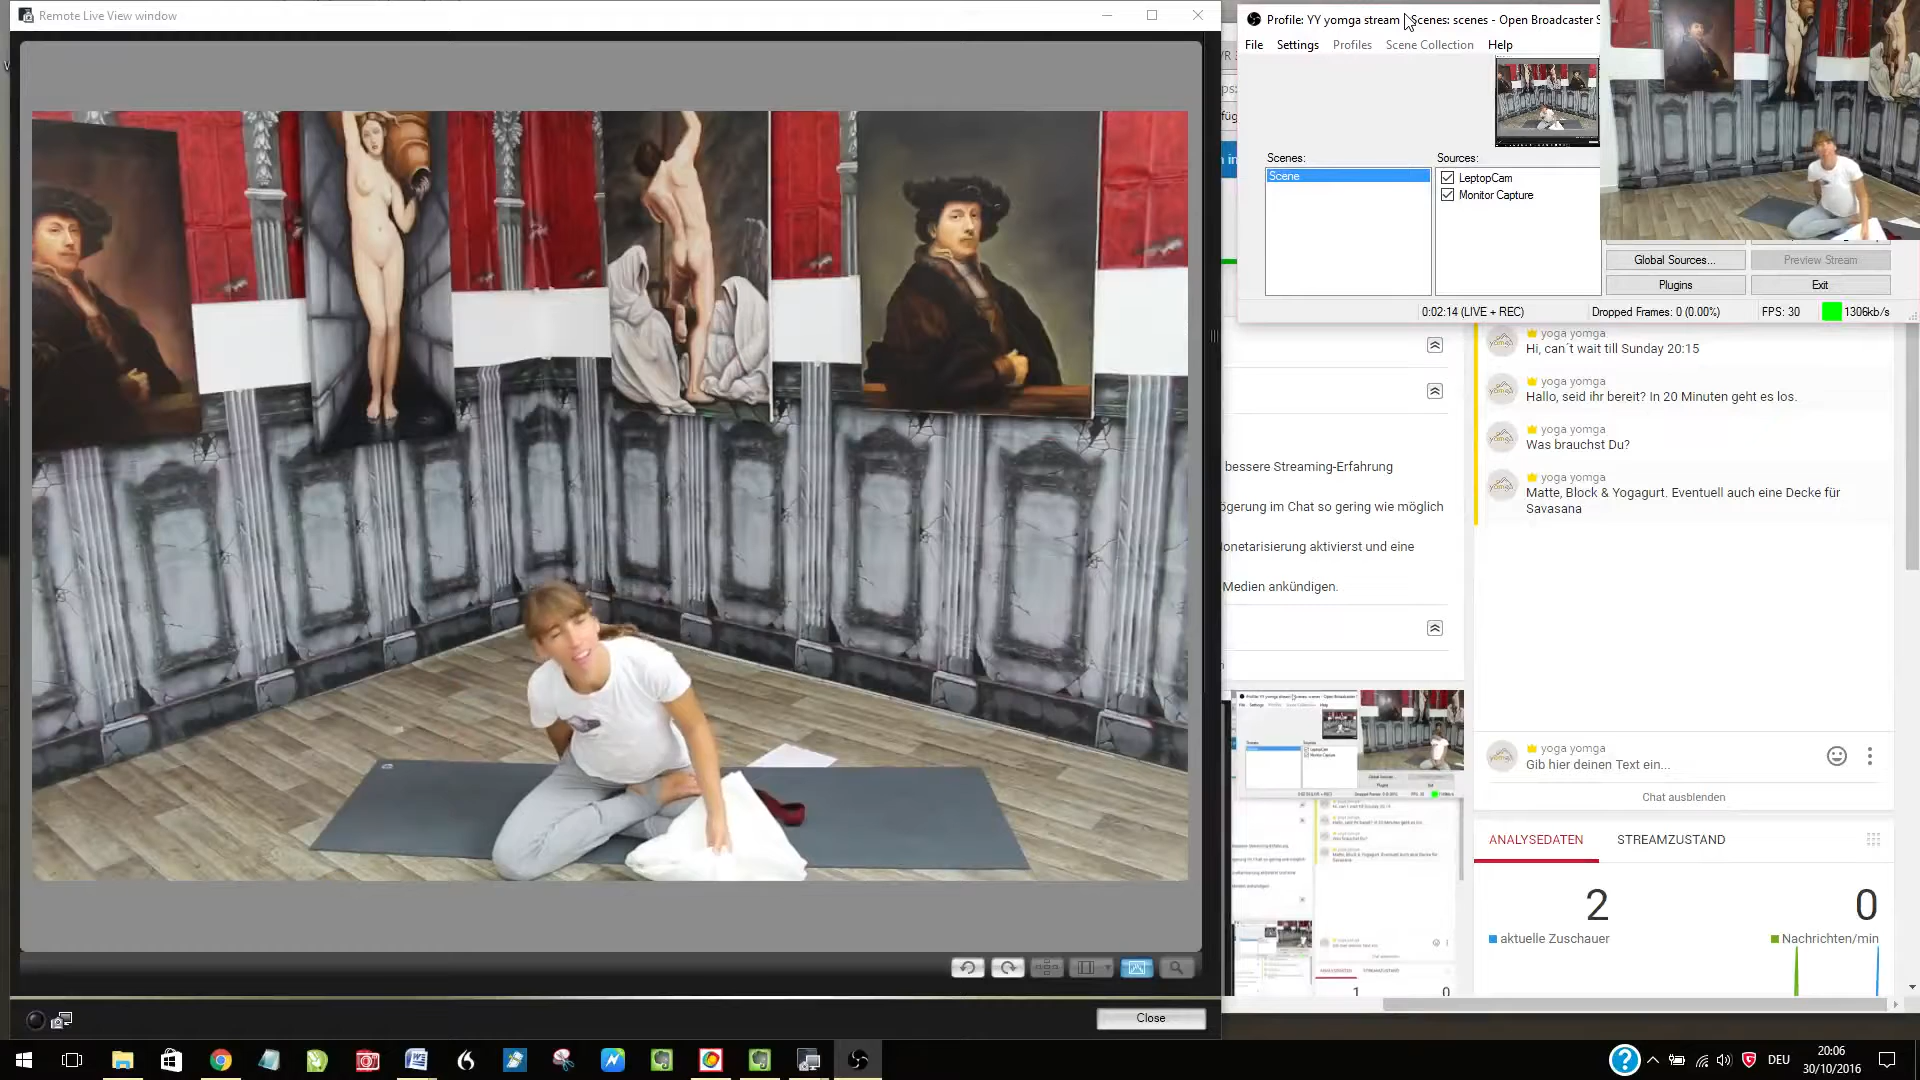 Remote Live View window
Profile: YY yomga stream
Scenes: scenes - Open Broadcaster S
File Settings Profiles Scene Collection Help
Scenes:
Scene
Sources:
LeptopCam
Monitor Capture
Global Sources...
Preview Stream
Plugins
Exit
0:02:14 (LIVE + REC)
Dropped Frames: 0 (0.00%)
FPS: 30
yoga yomga
Hi, can´t wait till Sunday 20:15
yoga yomga
Hallo, seid ihr bereit? In 20 Minuten geht es los.
yoga yomga
Was brauchst Du?
yoga yomga
Matte, Block & Yogagurt. Eventuell auch eine Decke für
Savasana
bessere Streaming-Erfahrung
ögerung im Chat so gering wie möglich
onetarisierung aktivierst und eine
Medien ankündigen.
yoga yomga
Gib hier deinen Text ein...
Chat ausblenden
ANALYSEDATEN STREAMZUSTAND
2
0
aktuelle Zuschauer
Nachrichten/min
1
0
Close
DEU
20:06
30/10/2016